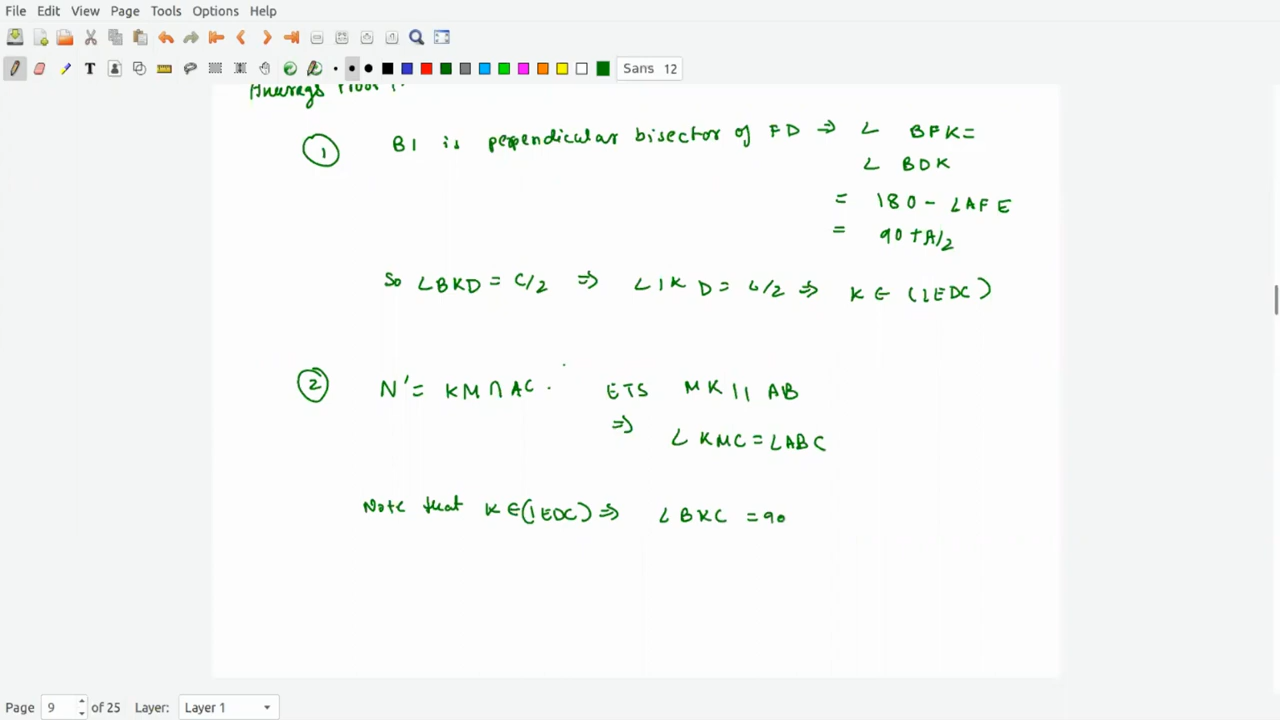 File Edit View Page Tools Options Help
T Sans 12
Anurags Proof :
① BI is perpendicular bisector of FD ⇒ ∠ BFK =
∠ BDK
= 180 - ∠AFE
= 90 + A/2
So ∠BKD = C/2 ⇒ ∠IKD = C/2 ⇒ K ∈ (IEDC)
② N' = KM ∩ AC . ETS MK || AB
⇒ ∠ KMC = ∠ABC
Note that K ∈ (IEDC) ⇒ ∠ BKC = 90
Page 9 of 25 Layer: Layer 1